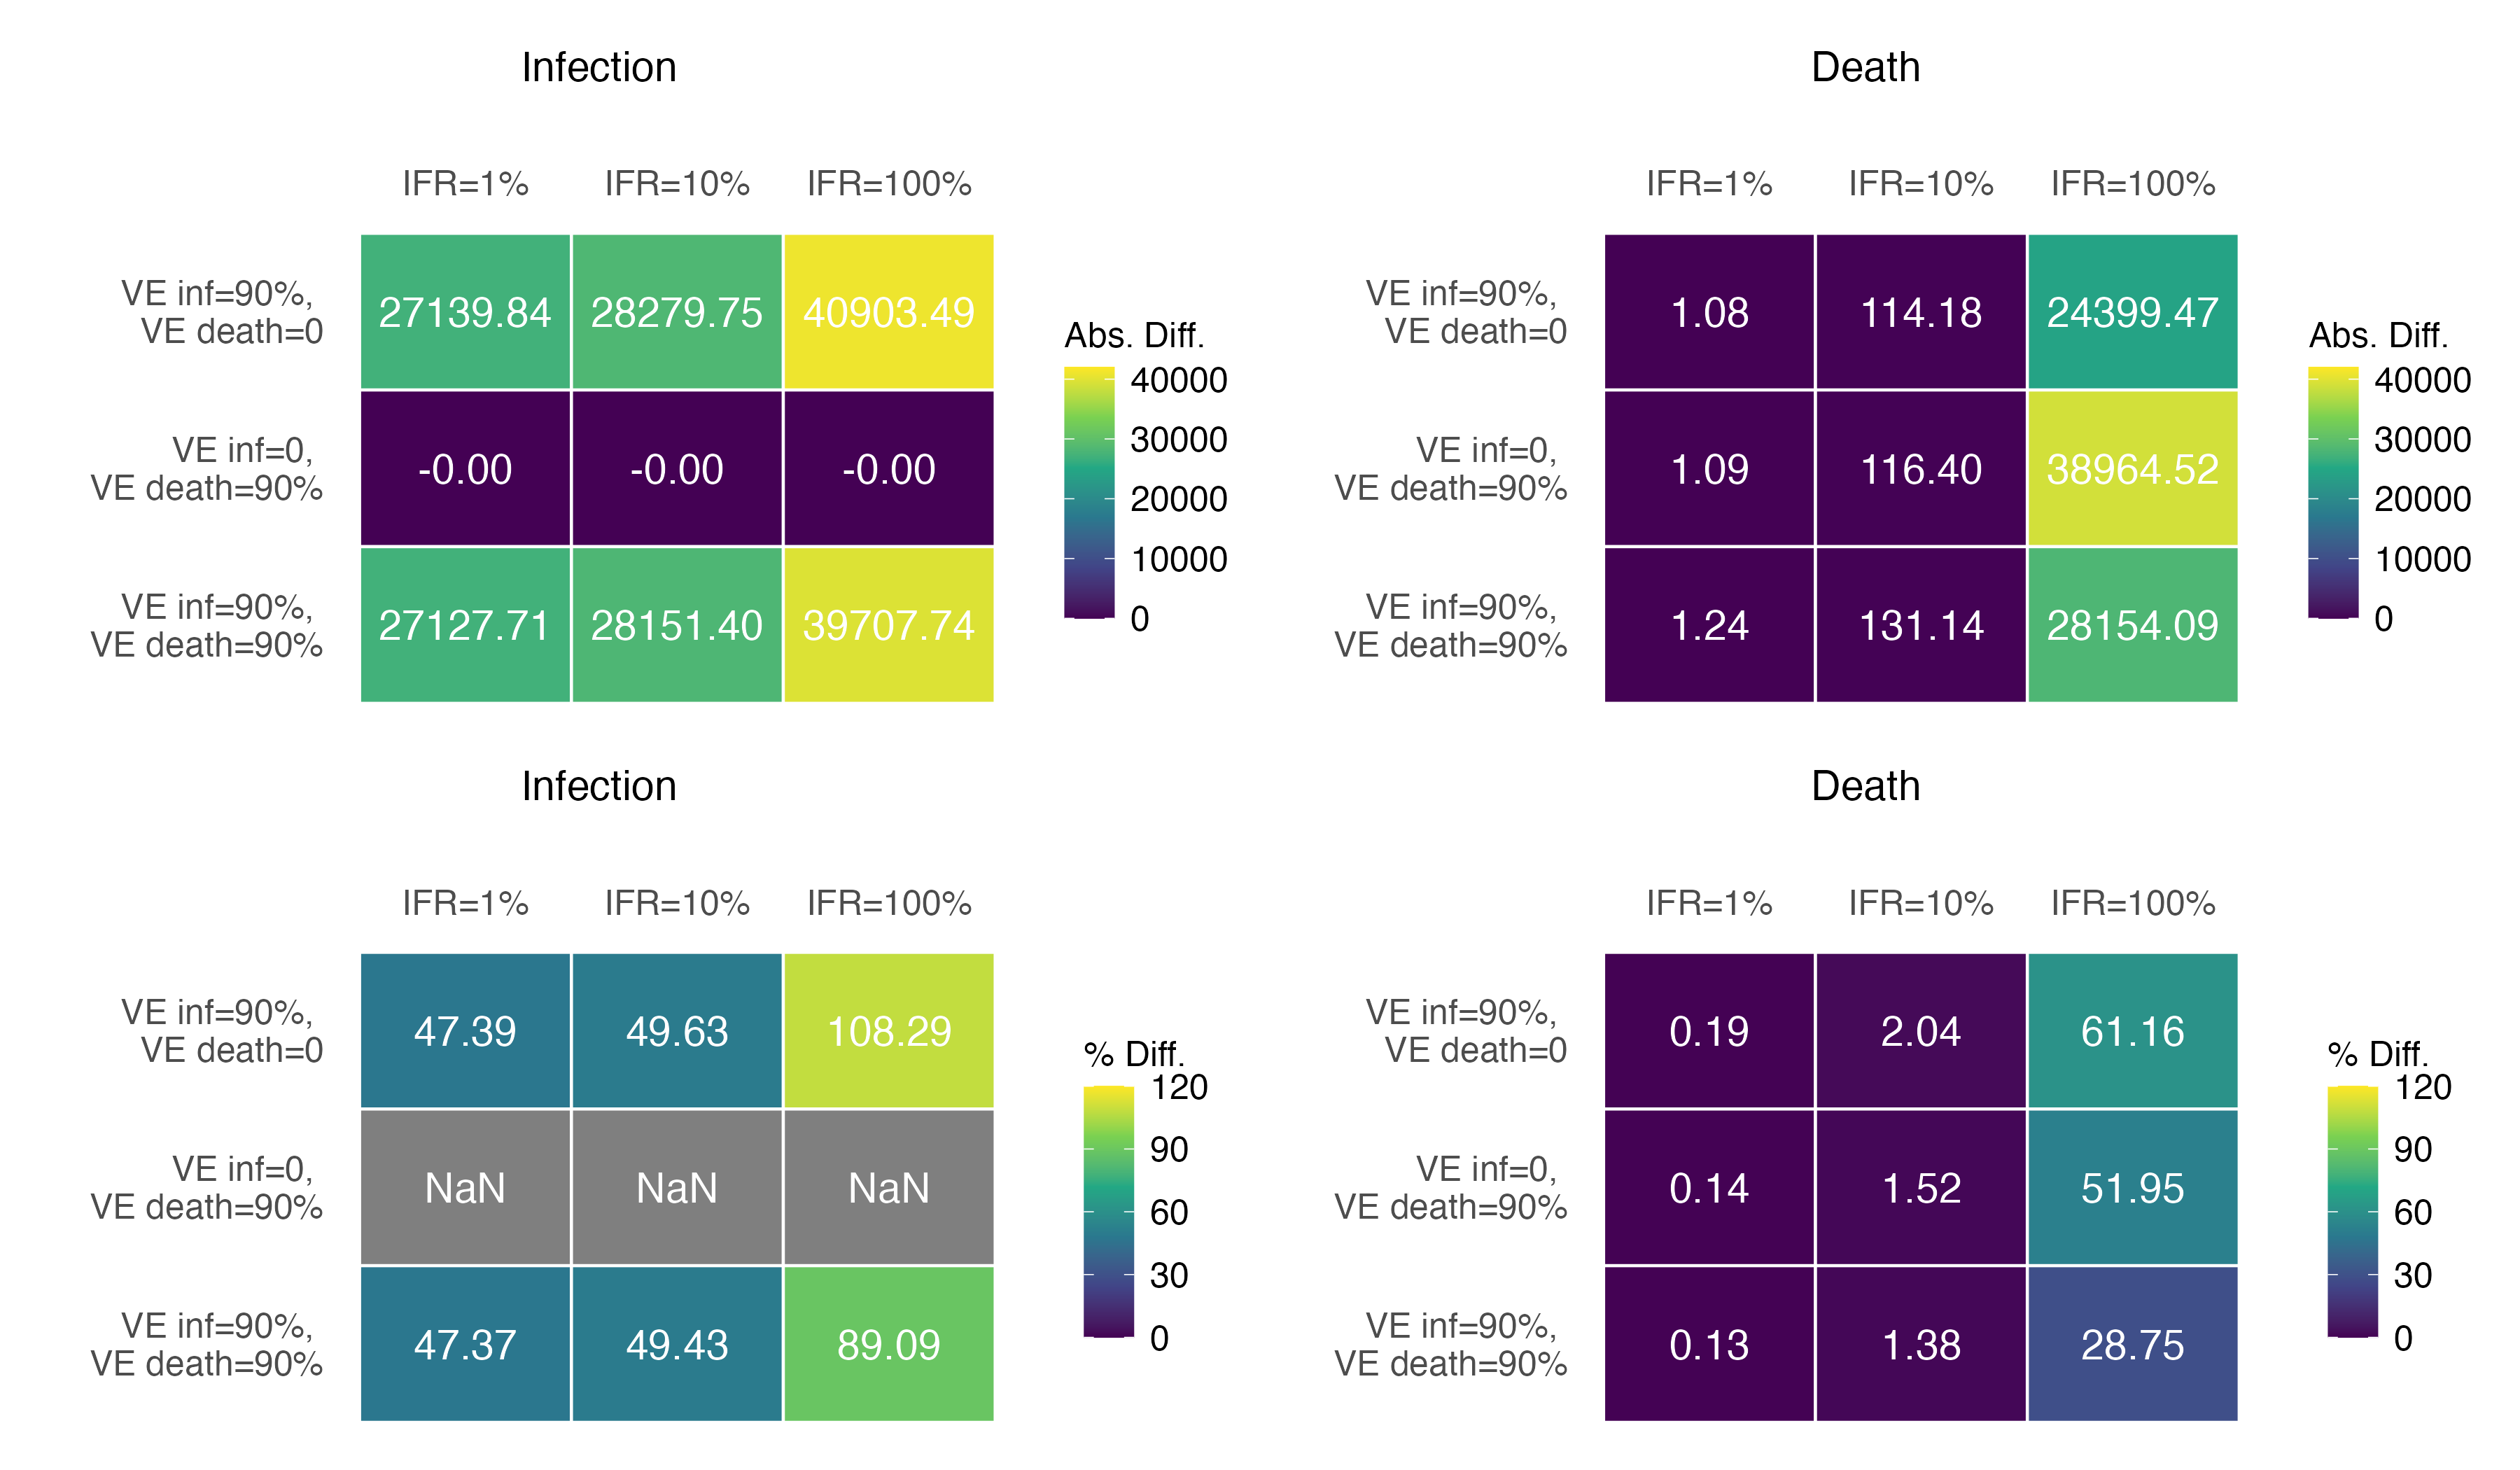 Infection
IFR=1% IFR=10% IFR=100%
VE inf=90%,
VE death=0
27139.84 28279.75 40903.49
VE inf=0,
VE death=90%
-0.00 -0.00 -0.00
VE inf=90%,
VE death=90%
27127.71 28151.40 39707.74
Abs. Diff.
40000
30000
20000
10000
0
Death
IFR=1% IFR=10% IFR=100%
VE inf=90%,
VE death=0
1.08 114.18 24399.47
VE inf=0,
VE death=90%
1.09 116.40 38964.52
VE inf=90%,
VE death=90%
1.24 131.14 28154.09
Abs. Diff.
40000
30000
20000
10000
0
Infection
IFR=1% IFR=10% IFR=100%
VE inf=90%,
VE death=0
47.39 49.63 108.29
VE inf=0,
VE death=90%
NaN NaN NaN
VE inf=90%,
VE death=90%
47.37 49.43 89.09
% Diff.
120
90
60
30
0
Death
IFR=1% IFR=10% IFR=100%
VE inf=90%,
VE death=0
0.19 2.04 61.16
VE inf=0,
VE death=90%
0.14 1.52 51.95
VE inf=90%,
VE death=90%
0.13 1.38 28.75
% Diff.
120
90
60
30
0